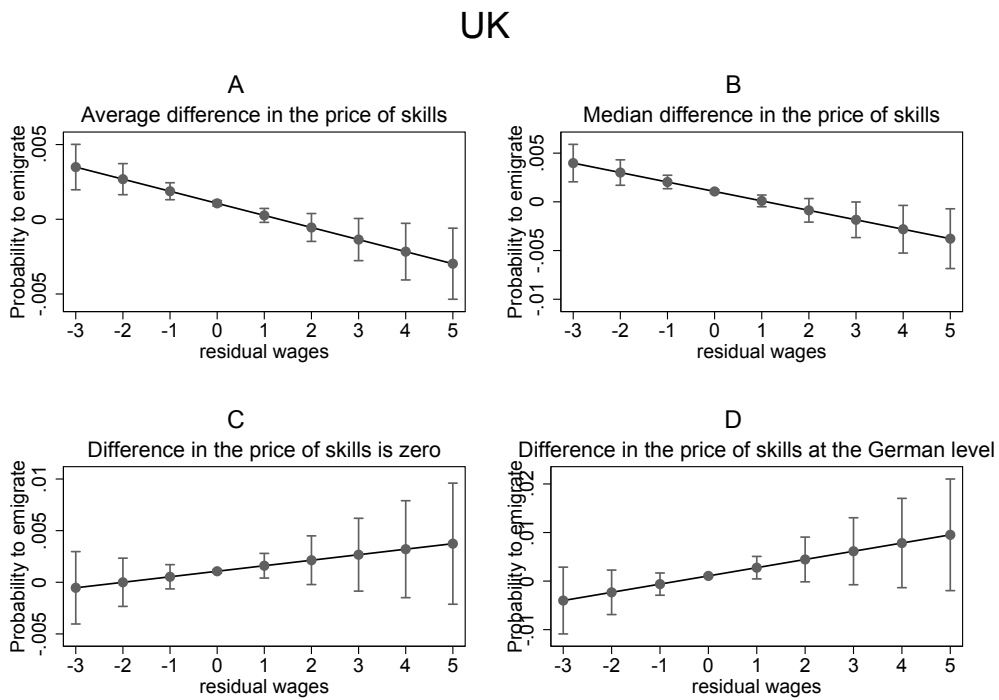 UK
A
Average difference in the price of skills
Probability to emigrate
.005
0
-.005
-3 -2 -1 0 1 2 3 4 5
residual wages
B
Median difference in the price of skills
Probability to emigrate
.005
0
-.005
-.01
-3 -2 -1 0 1 2 3 4 5
residual wages
C
Difference in the price of skills is zero
Probability to emigrate
.01
.005
0
-.005
-3 -2 -1 0 1 2 3 4 5
residual wages
D
Difference in the price of skills at the German level
Probability to emigrate
.02
.01
0
-.01
-3 -2 -1 0 1 2 3 4 5
residual wages